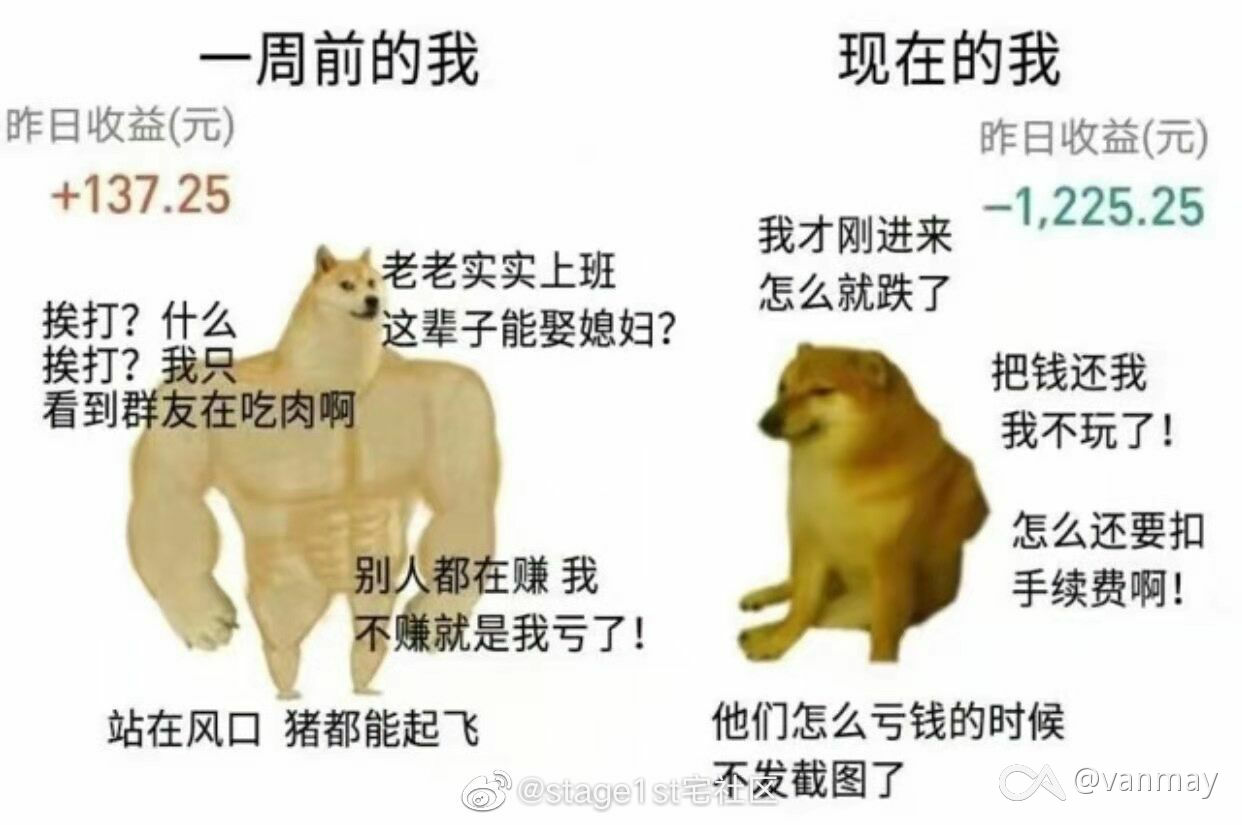 一周前的我
昨日收益(元)
+137.25
老老实实上班
这辈子能娶媳妇?
挨打?什么
挨打?我只
看到群友在吃肉啊
别人都在赚 我
不赚就是我亏了!
站在风口 猪都能起飞
现在的我
昨日收益(元)
-1,225.25
我才刚进来
怎么就跌了
把钱还我
我不玩了!
怎么还要扣
手续费啊!
他们怎么亏钱的时候
不发截图了
@stage1st宅社区
@vanmay